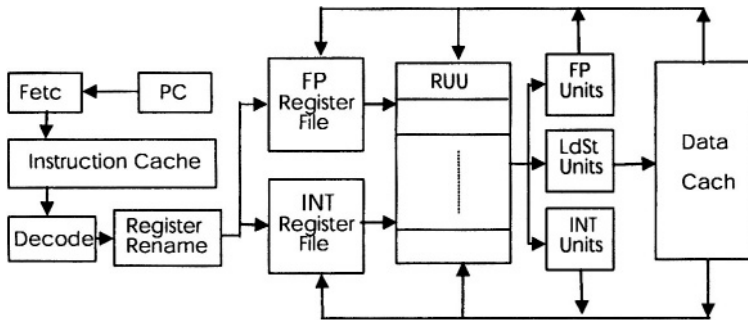 Fetc
PC
Instruction Cache
Decode
Register
Rename
FP
Register
File
INT
Register
File
RUU
FP
Units
LdSt
Units
INT
Units
Data
Cach